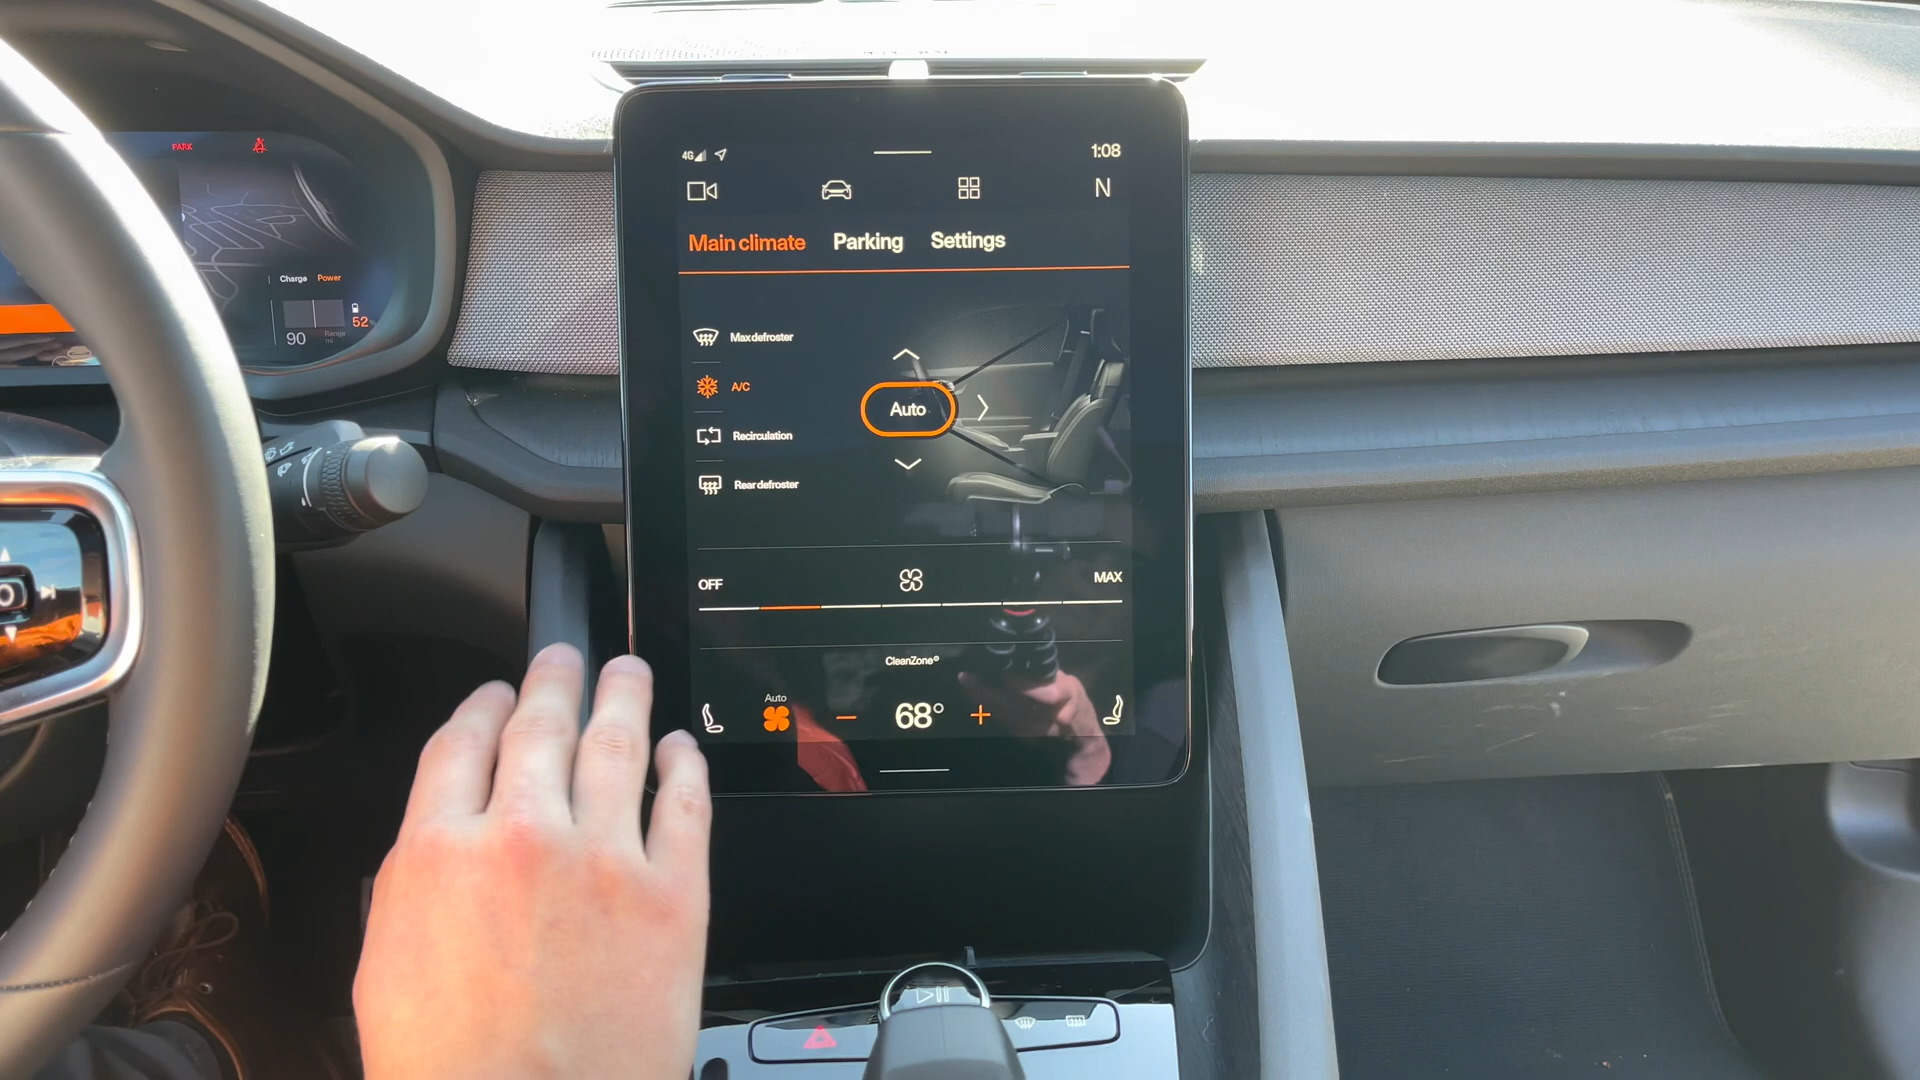 PARK
Charge Power
52
90
Range
mi
4G
1:08
N
Main climate Parking Settings
Max defroster
A/C
Recirculation
Rear defroster
Auto
OFF
MAX
CleanZone®
Auto
68°